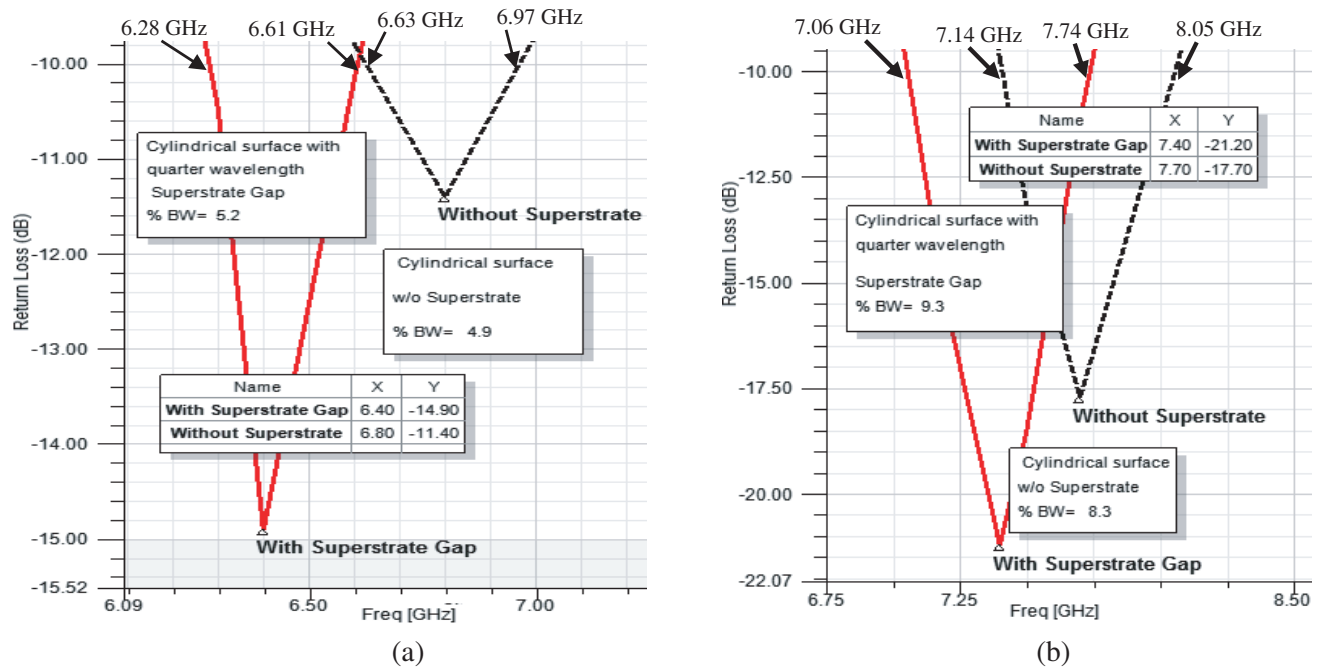 6.28 GHz
6.61 GHz
6.63 GHz
6.97 GHz
-10.00
-11.00
-12.00
-13.00
-14.00
-15.00
-15.52
Return Loss (dB)
Cylindrical surface with
quarter wavelength
Superstrate Gap
% BW= 5.2
Without Superstrate
Cylindrical surface
w/o Superstrate
% BW= 4.9
Name X Y
With Superstrate Gap 6.40 -14.90
Without Superstrate 6.80 -11.40
With Superstrate Gap
6.09 6.50 7.00
Freq [GHz]
(a)
7.06 GHz
7.14 GHz
7.74 GHz
8.05 GHz
-10.00
-12.50
-15.00
-17.50
-20.00
-22.07
Return Loss (dB)
Name X Y
With Superstrate Gap 7.40 -21.20
Without Superstrate 7.70 -17.70
Cylindrical surface with
quarter wavelength
Superstrate Gap
% BW= 9.3
Without Superstrate
Cylindrical surface
w/o Superstrate
% BW= 8.3
With Superstrate Gap
6.75 7.25 8.50
Freq [GHz]
(b)